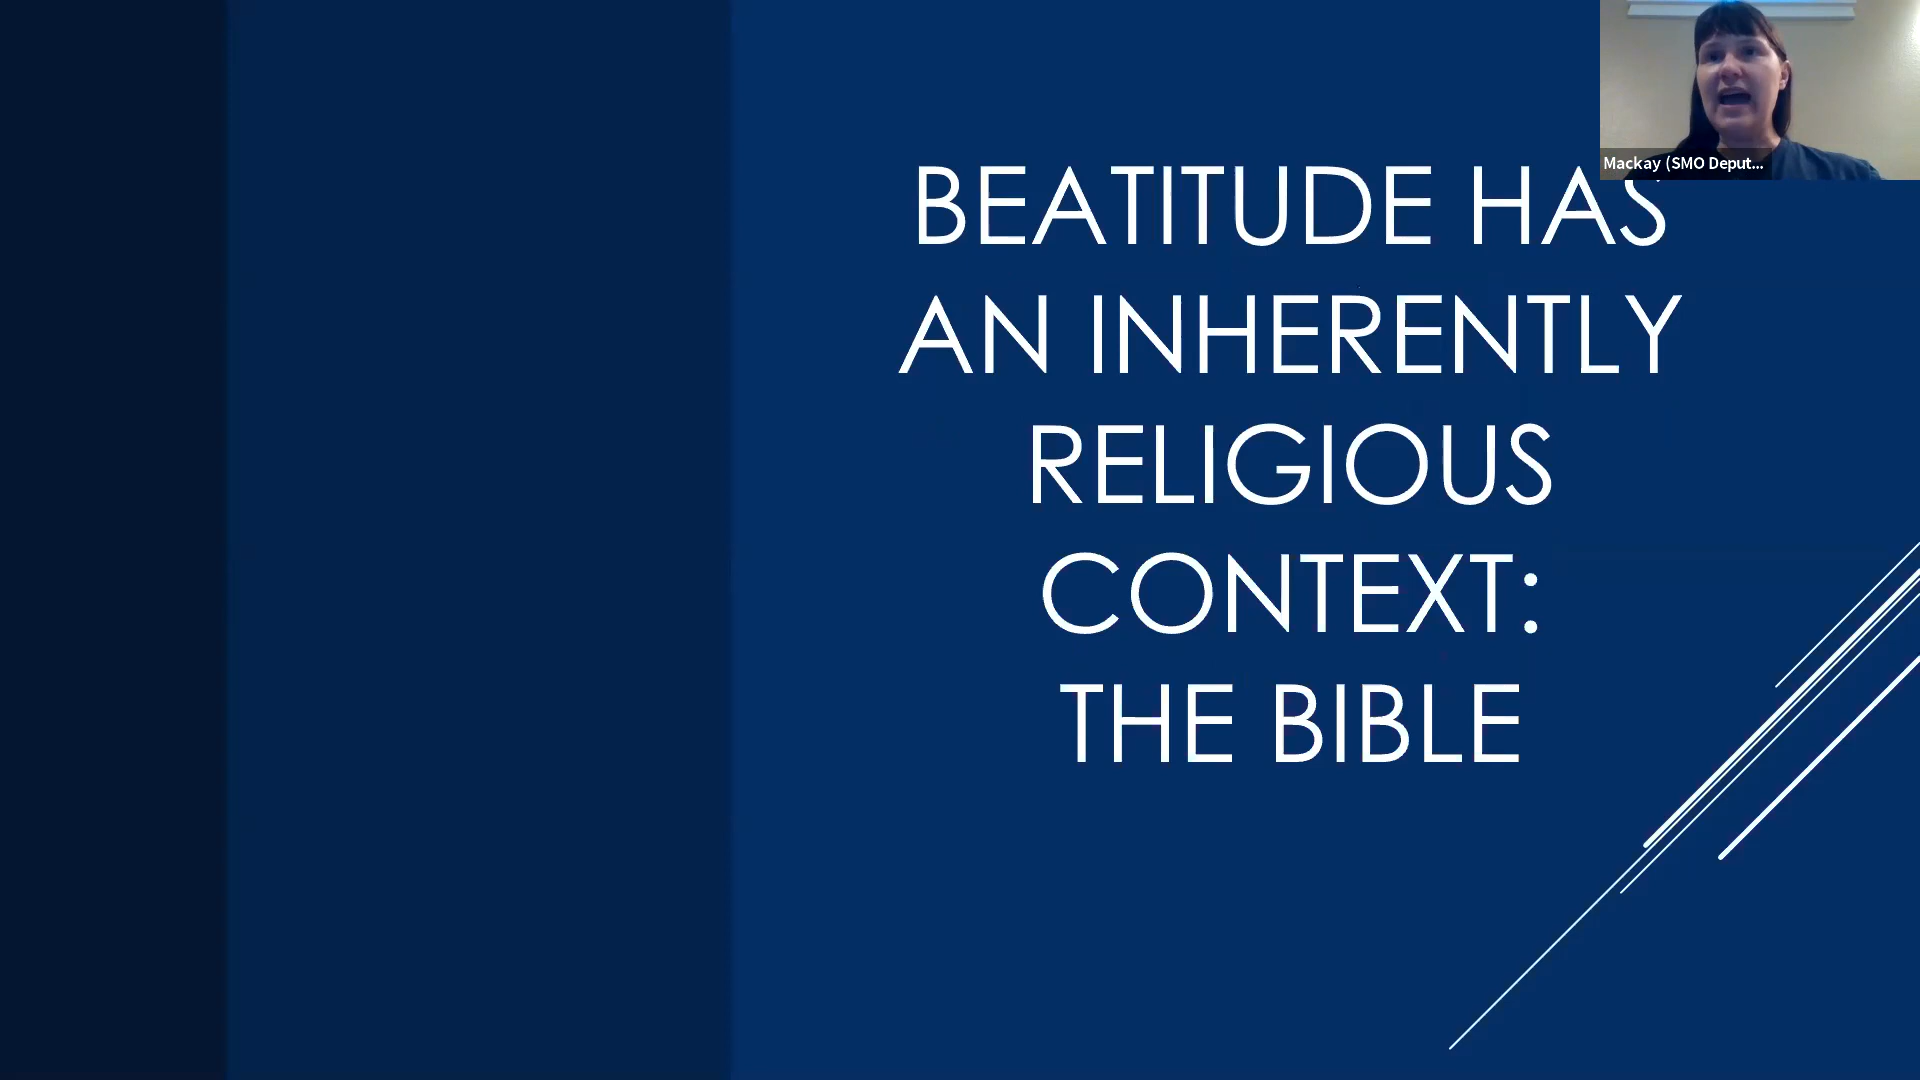 Mackay (SMO Deput...
BEATITUDE HAS
AN INHERENTLY
RELIGIOUS
CONTEXT:
THE BIBLE